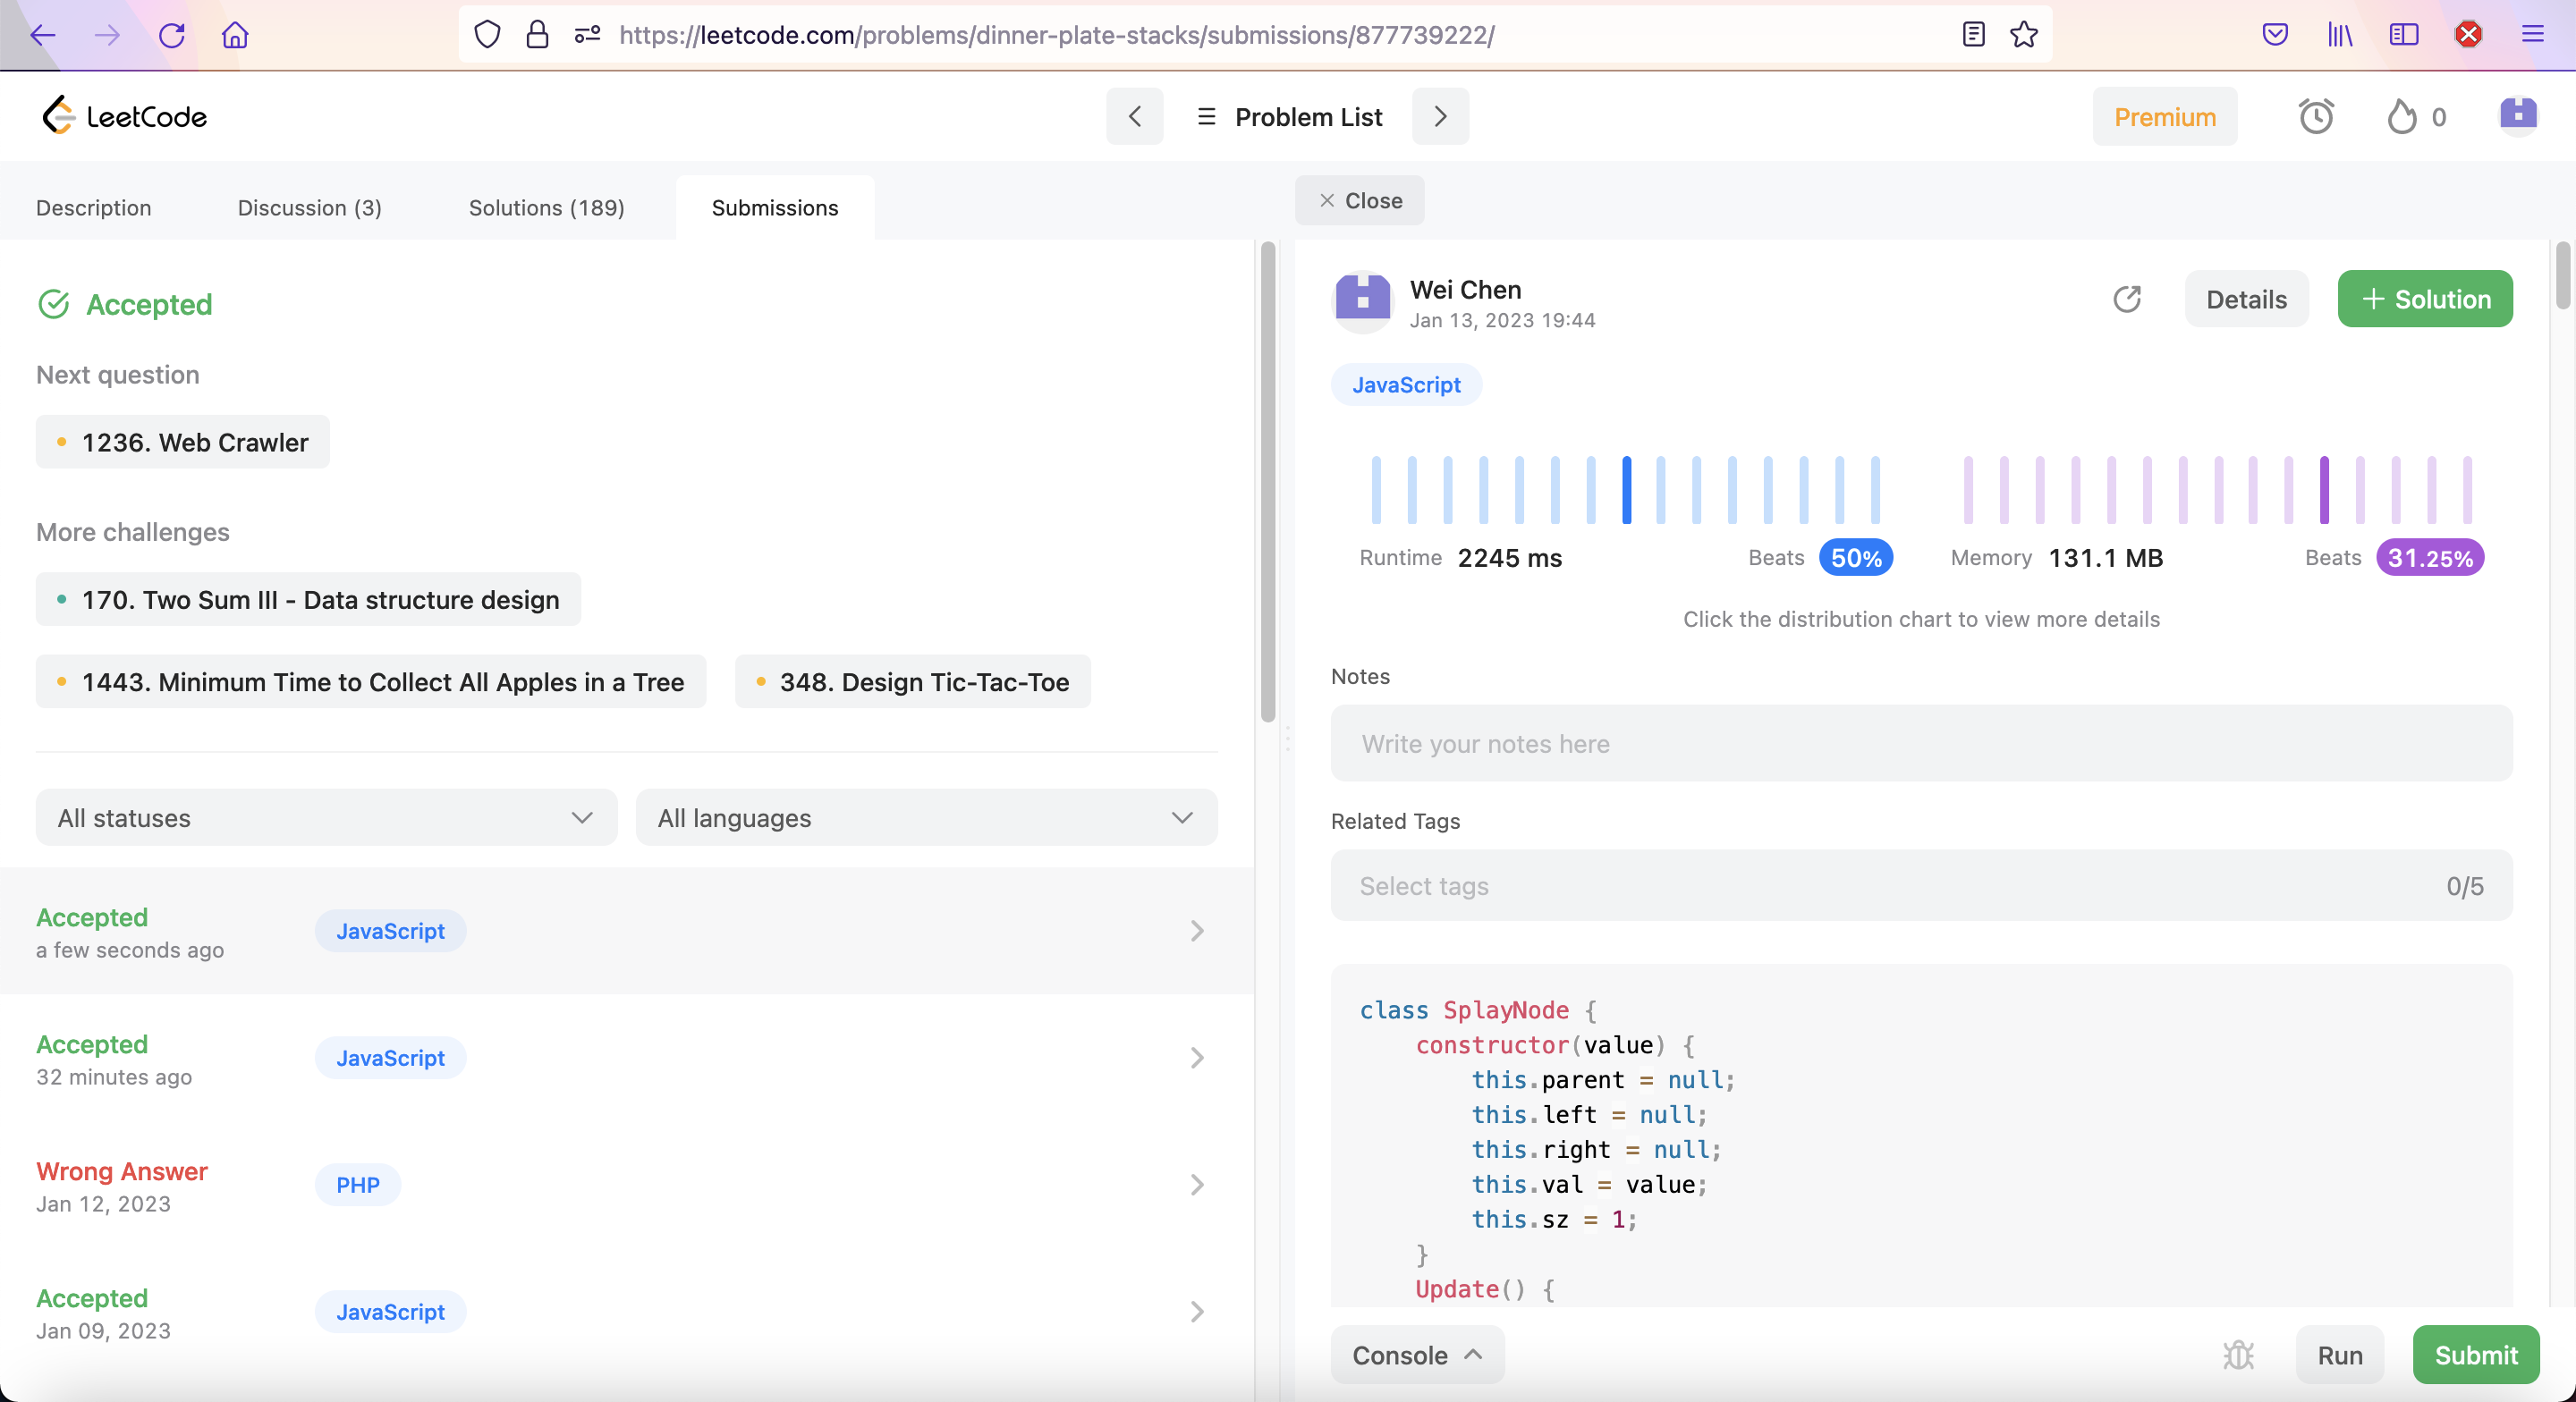 https://leetcode.com/problems/dinner-plate-stacks/submissions/877739222/
LeetCode
Problem List
Premium
0
Description
Discussion (3)
Solutions (189)
Submissions
Close
Accepted
Next question
1236. Web Crawler
More challenges
170. Two Sum III - Data structure design
1443. Minimum Time to Collect All Apples in a Tree
348. Design Tic-Tac-Toe
All statuses
All languages
Accepted
a few seconds ago
JavaScript
Accepted
32 minutes ago
JavaScript
Wrong Answer
Jan 12, 2023
PHP
Accepted
Jan 09, 2023
JavaScript
Wei Chen
Jan 13, 2023 19:44
Details
+ Solution
JavaScript
Runtime 2245 ms
Beats 50%
Memory 131.1 MB
Beats 31.25%
Click the distribution chart to view more details
Notes
Write your notes here
Related Tags
Select tags
0/5
class SplayNode {
constructor(value) {
this.parent = null;
this.left = null;
this.right = null;
this.val = value;
this.sz = 1;
}
Update() {
Console
Run
Submit